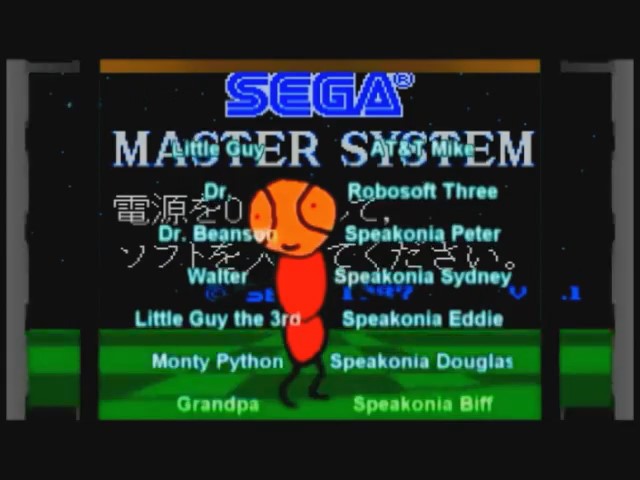 SEGA®
MASTER SYSTEM
Little Guy AT&T Mike
Dr. Robosoft Three
電源を
Dr. Beanson Speakonia Peter
ソフトを ください。
Walter Speakonia Sydney
© 1987
Little Guy the 3rd Speakonia Eddie
Monty Python Speakonia Douglas
Grandpa Speakonia Biff